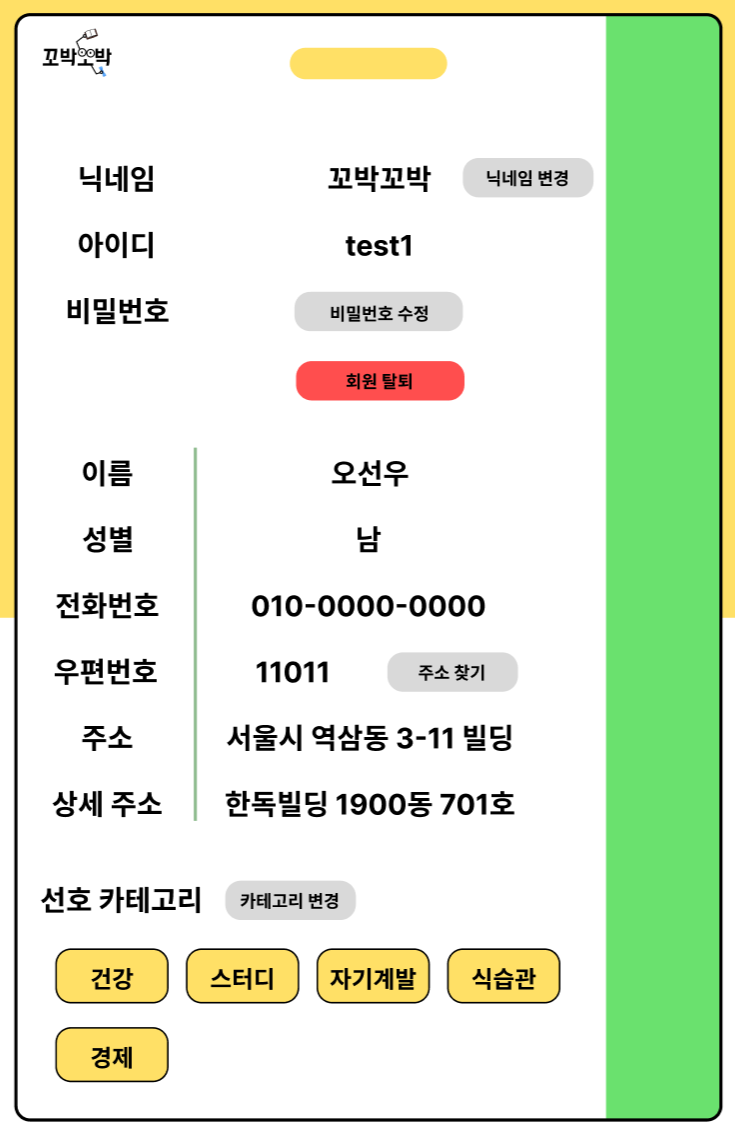 꼬박꼬박
닉네임 꼬박꼬박 닉네임 변경
아이디 test1
비밀번호 비밀번호 수정
회원 탈퇴
이름 오선우
성별 남
전화번호 010-0000-0000
우편번호 11011 주소 찾기
주소 서울시 역삼동 3-11 빌딩
상세 주소 한독빌딩 1900동 701호
선호 카테고리 카테고리 변경
건강 스터디 자기계발 식습관
경제